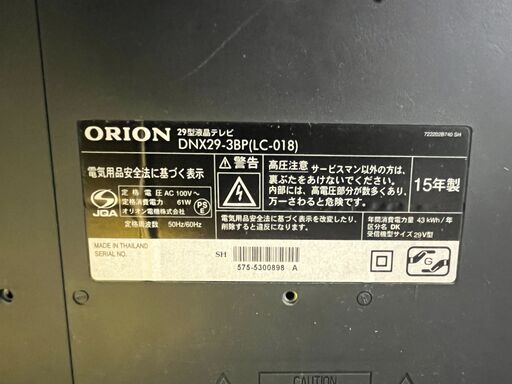 722202B740 SH
ORION 29型液晶テレビ
DNX29-3BP(LC-018)
電気用品安全法に基づく表示
JQA
定格電圧 AC 100V~
定格消費電力 61W
オリオン電機株式会社
定格周波数 50Hz/60Hz
PS
E
警告
高圧注意 サービスマン以外の方は、
裏ぶたをあけないでください
内部には、高電圧部分が数多くあり、
万一さわると危険
15年製
電気用品安全法に基づく表示を改変したり、
削除すると違反になります
年間消費電力量 43 kWh/年
区分名 DK
受信機型サイズ 29V型
MADE IN THAILAND
SERIAL NO.
SH
575-5300898 A
G
CAUTION